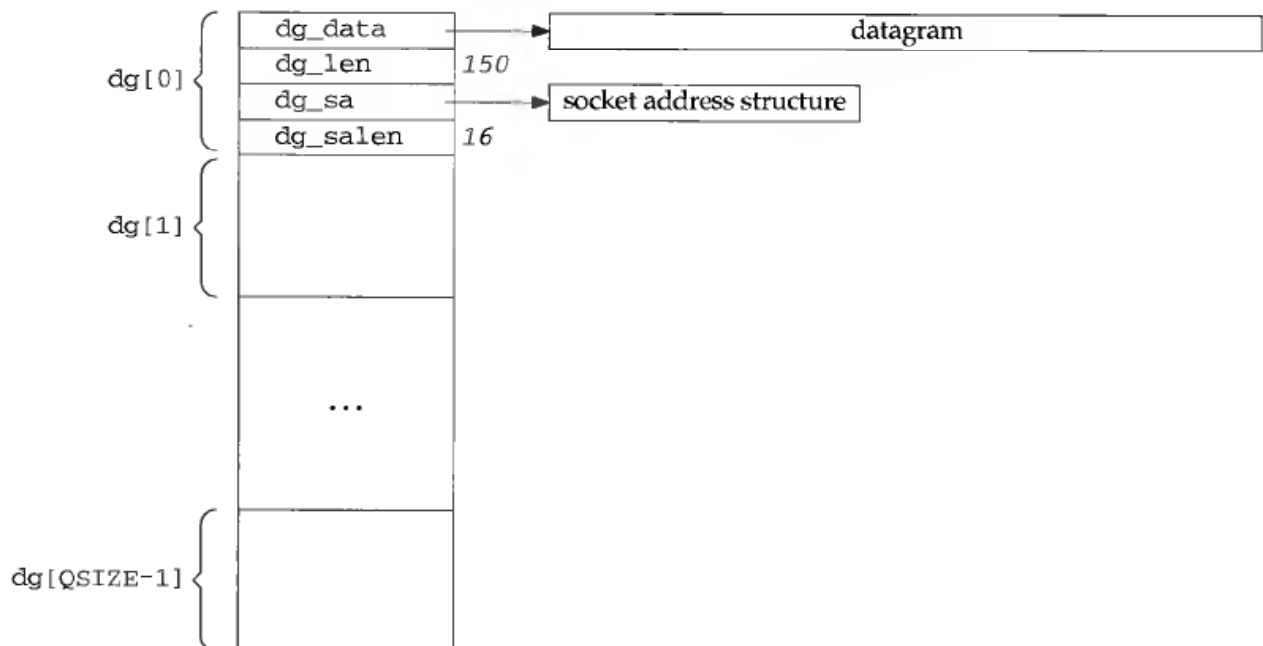 dg_data
datagram
dg_len 150
dg[0]
dg_sa
socket address structure
dg_salen 16
dg[1]
...
dg[QSIZE-1]